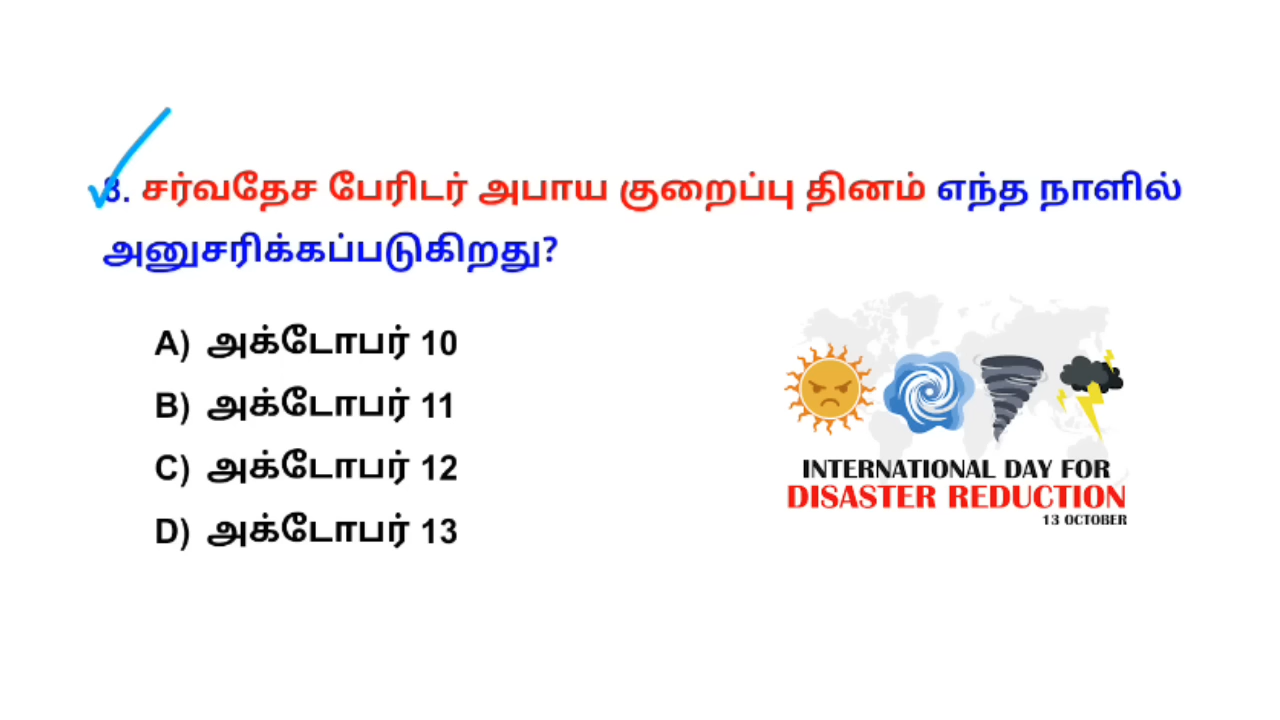 8. சர்வதேச பேரிடர் அபாய குறைப்பு தினம் எந்த நாளில்
அனுசரிக்கப்படுகிறது?
A) அக்டோபர் 10
B) அக்டோபர் 11
C) அக்டோபர் 12
D) அக்டோபர் 13
INTERNATIONAL DAY FOR
DISASTER REDUCTION
13 OCTOBER